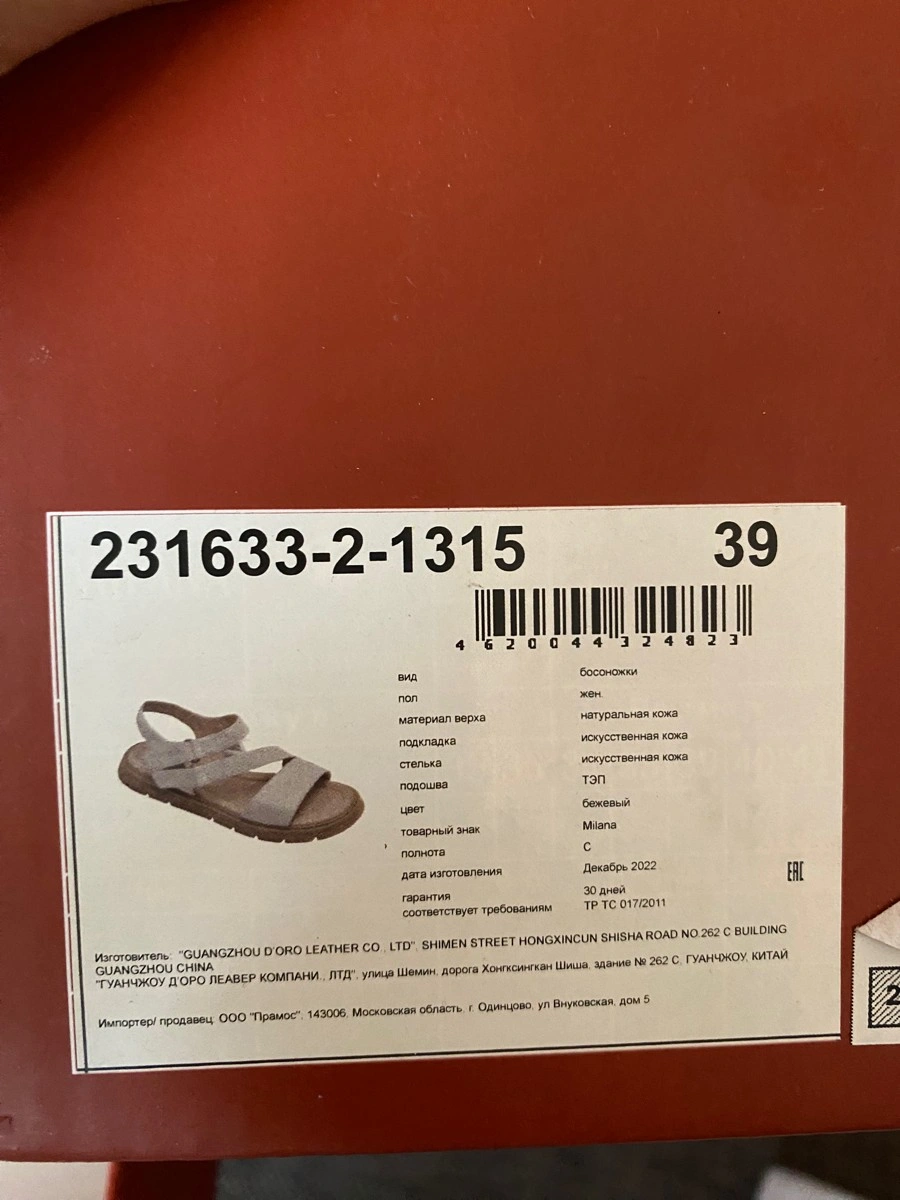 231633-2-1315 39
4620044324823
вид босоножки
пол жен.
материал верха натуральная кожа
подкладка искусственная кожа
стелька искусственная кожа
подошва ТЭП
цвет бежевый
товарный знак Milana
полнота С
дата изготовления Декабрь 2022
гарантия 30 дней
соответствует требованиям ТР ТС 017/2011
EAC
Изготовитель: "GUANGZHOU D'ORO LEATHER CO., LTD", SHIMEN STREET HONGXINCUN SHISHA ROAD NO.262 C BUILDING
GUANGZHOU CHINA
"ГУАНЧЖОУ Д'ОРО ЛЕАВЕР КОМПАНИ., ЛТД", улица Шемин, дорога Хонгксингкан Шиша, здание № 262 С, ГУАНЧЖОУ, КИТАЙ
Импортер/ продавец: ООО "Прамос", 143006, Московская область, г. Одинцово, ул Внуковская, дом 5
2